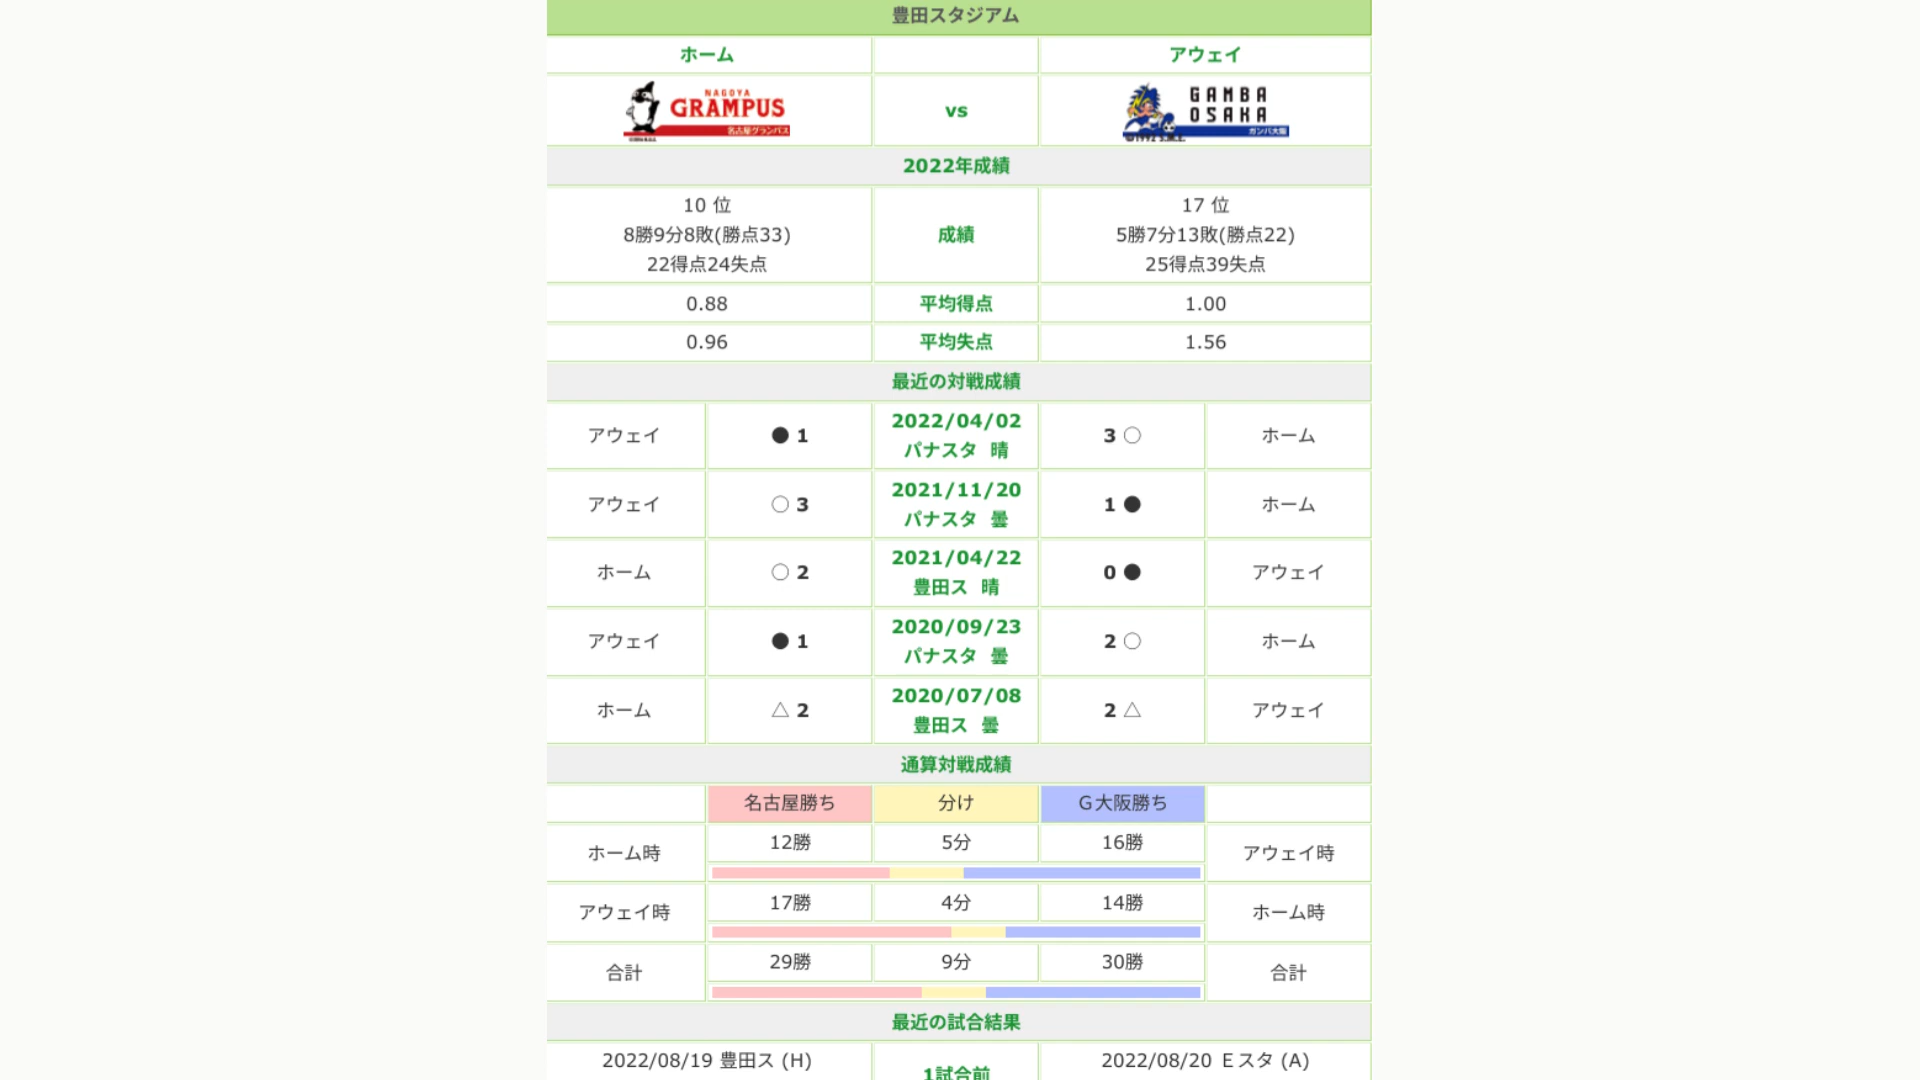 豊田スタジアム
ホーム
アウェイ
NAGOYA
GRAMPUS
名古屋グランパス
vs
GAMBA
OSAKA
ガンバ大阪
2022年成績
10 位
8勝9分8敗(勝点33)
22得点24失点
成績
17 位
5勝7分13敗(勝点22)
25得点39失点
0.88
平均得点
1.00
0.96
平均失点
1.56
最近の対戦成績
アウェイ
● 1
2022/04/02
パナスタ 晴
3 ○
ホーム
アウェイ
○ 3
2021/11/20
パナスタ 曇
1 ●
ホーム
ホーム
○ 2
2021/04/22
豊田ス 晴
0 ●
アウェイ
アウェイ
● 1
2020/09/23
パナスタ 曇
2 ○
ホーム
ホーム
△ 2
2020/07/08
豊田ス 曇
2 △
アウェイ
通算対戦成績
名古屋勝ち
分け
Ｇ大阪勝ち
ホーム時
12勝
5分
16勝
アウェイ時
アウェイ時
17勝
4分
14勝
ホーム時
合計
29勝
9分
30勝
合計
最近の試合結果
2022/08/19 豊田ス (H)
1試合前
2022/08/20 Ｅスタ (A)